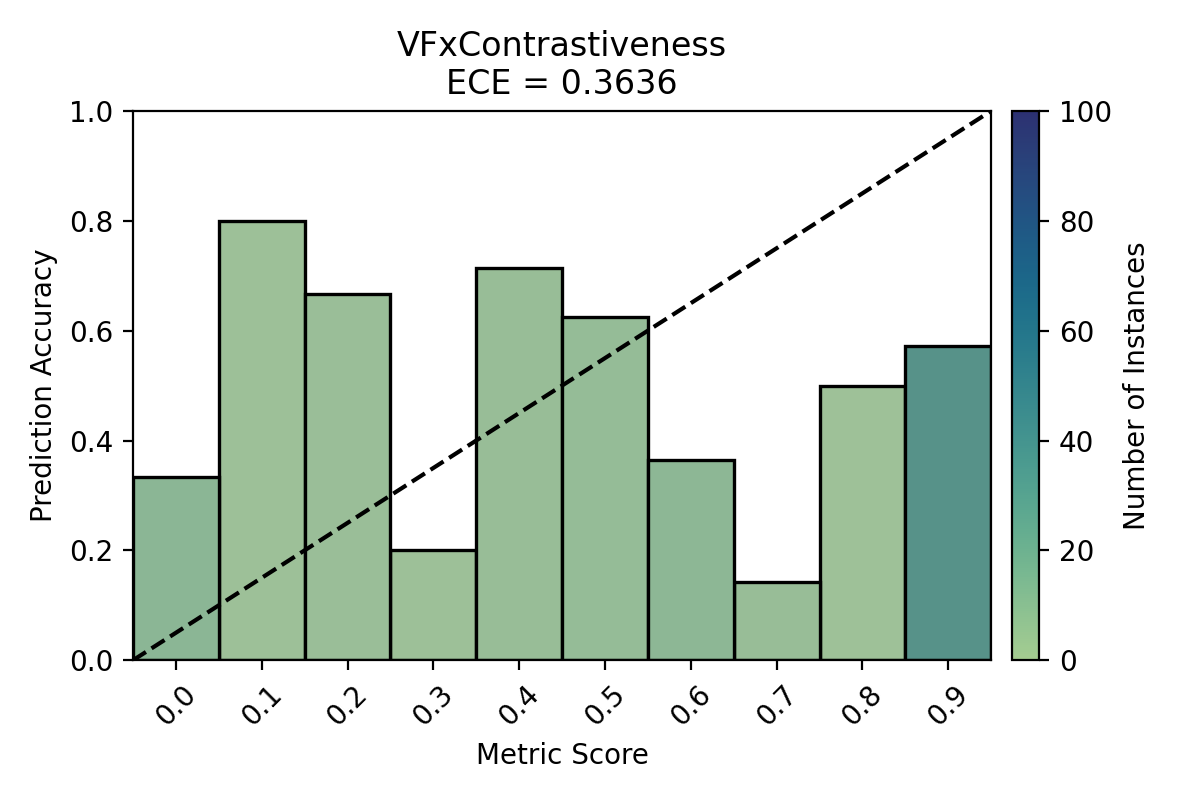 VFxContrastiveness
ECE = 0.3636
1.0
0.8
0.6
0.4
0.2
0.0
Prediction Accuracy
0.0 0.1 0.2 0.3 0.4 0.5 0.6 0.7 0.8 0.9
Metric Score
100
80
60
40
20
0
Number of Instances